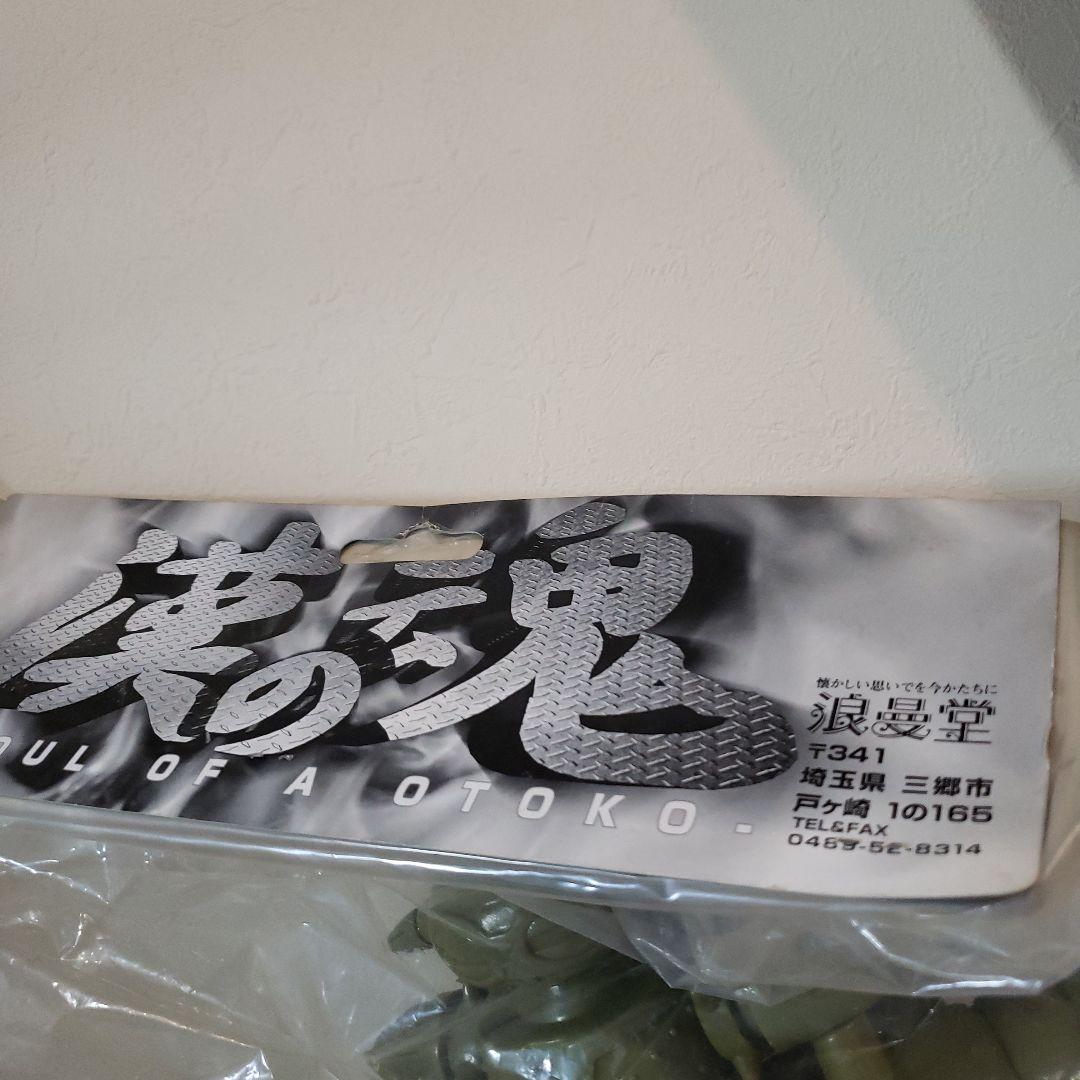 漢の魂
OUL OF A OTOKO -
懐かしい思いでを今かたちに
浪曼堂
〒341
埼玉県 三郷市
戸ヶ崎 1の165
TEL&FAX
0489-52-8314